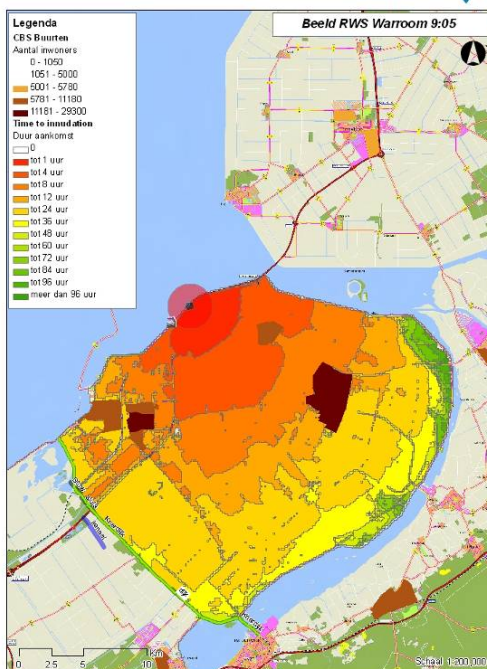 Legenda
CBS Buurten
Aantal inwoners
0 - 1050
1051 - 5000
5001 - 5780
5781 - 11180
11181 - 29300
Time to innudation
Duur aankomst
0
tot 1 uur
tot 4 uur
tot 8 uur
tot 12 uur
tot 24 uur
tot 36 uur
tot 48 uur
tot 60 uur
tot 72 uur
tot 84 uur
tot 96 uur
meer dan 96 uur
Beeld RWS Warroom 9:05
0 2.5 5 10 Km
Schaal 1:200.000